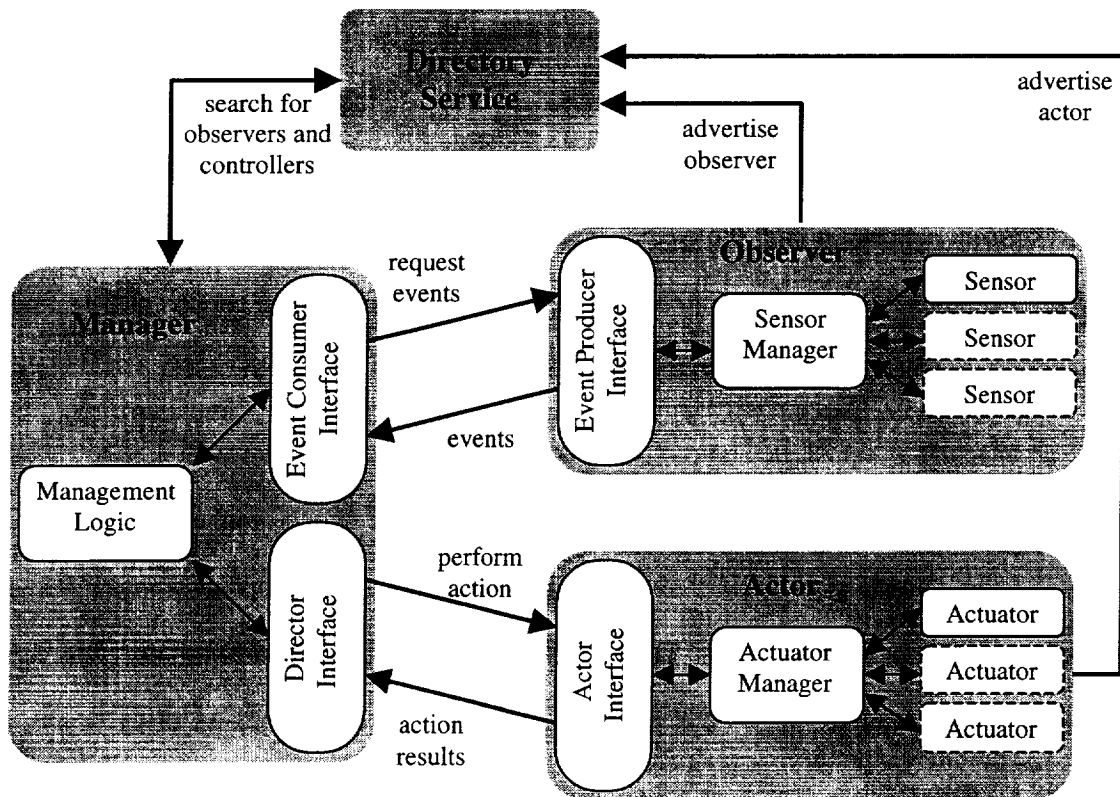 Directory
Service
search for
observers and
controllers
advertise
observer
advertise
actor
Manager
Management
Logic
Event Consumer
Interface
Director
Interface
request
events
events
perform
action
action
results
Observer
Event Producer
Interface
Sensor
Manager
Sensor
Sensor
Sensor
Actor
Actor
Interface
Actuator
Manager
Actuator
Actuator
Actuator